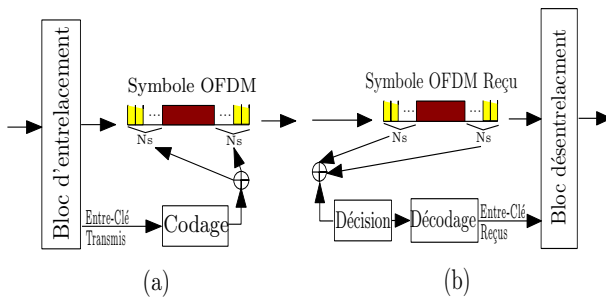 Bloc d'entrelacement
Symbole OFDM
...
...
Ns
Ns
Entre-Clé
Transmis
Codage
(a)
Symbole OFDM Reçu
...
...
Ns
Ns
Décision
Décodage
Entre-Clé
Reçus
Bloc désentrelacment
(b)